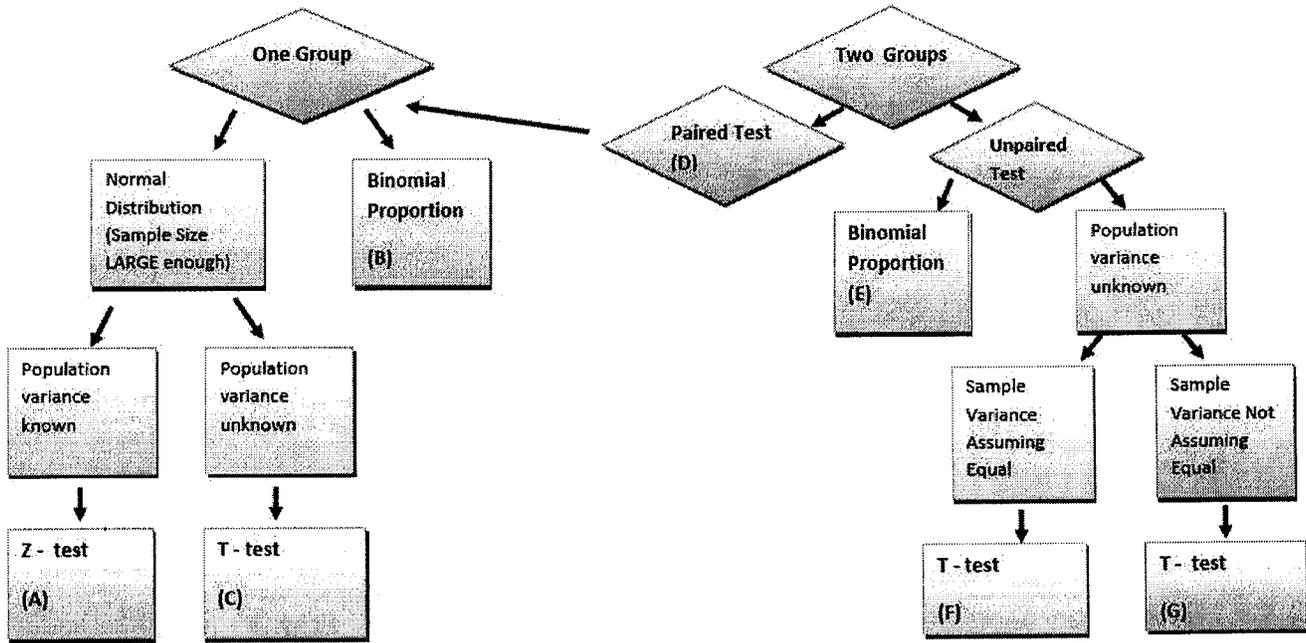 One Group
Two Groups
Paired Test
(D)
Unpaired
Test
Normal
Distribution
(Sample Size
LARGE enough)
Binomial
Proportion
(B)
Binomial
Proportion
(E)
Population
variance
unknown
Population
variance
known
Population
variance
unknown
Sample
Variance
Assuming
Equal
Sample
Variance Not
Assuming
Equal
Z - test
(A)
T - test
(C)
T - test
(F)
T - test
(G)